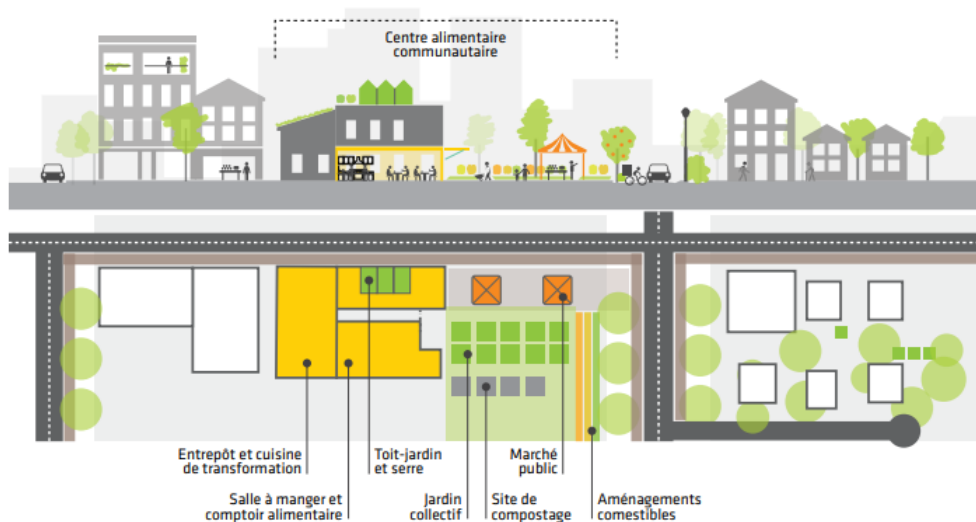 Centre alimentaire
communautaire
Entrepôt et cuisine
de transformation
Toit-jardin
et serre
Marché
public
Salle à manger et
comptoir alimentaire
Jardin
collectif
Site de
compostage
Aménagements
comestibles